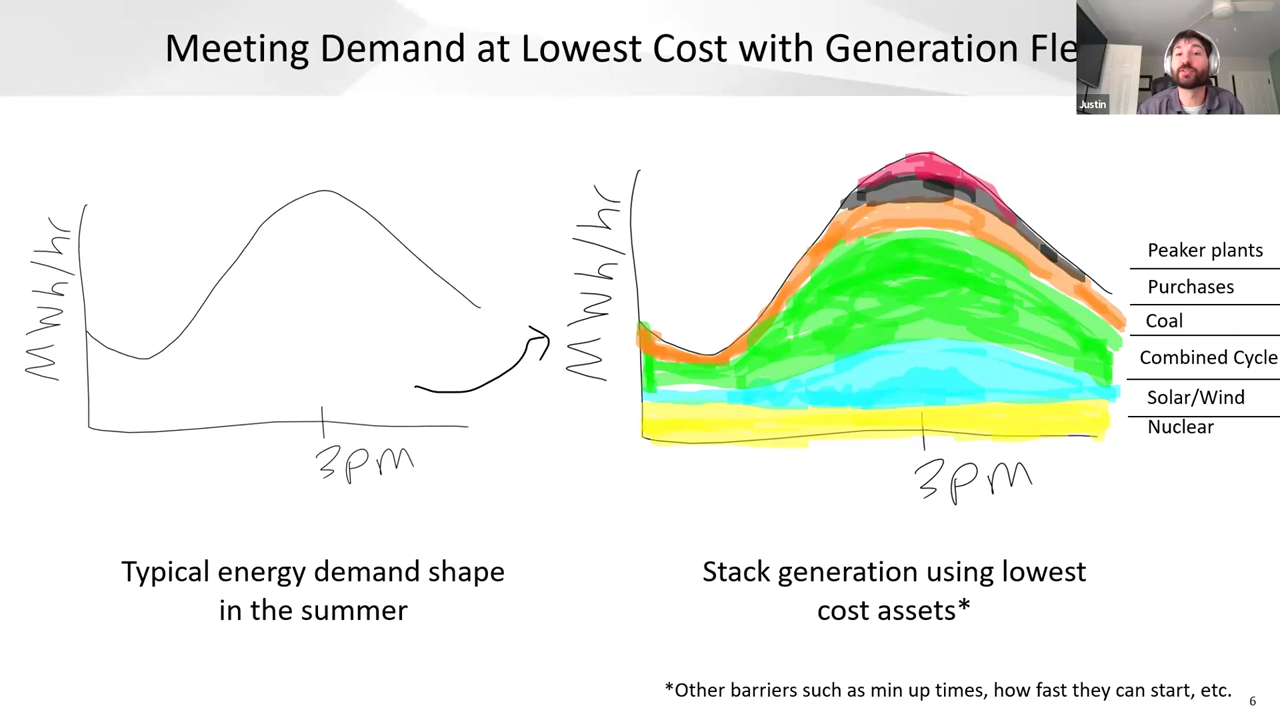 Meeting Demand at Lowest Cost with Generation Fle
Justin
MWh/hr
3pm
Typical energy demand shape
in the summer
MWh/hr
3pm
Stack generation using lowest
cost assets*
Peaker plants
Purchases
Coal
Combined Cycle
Solar/Wind
Nuclear
*Other barriers such as min up times, how fast they can start, etc.
6